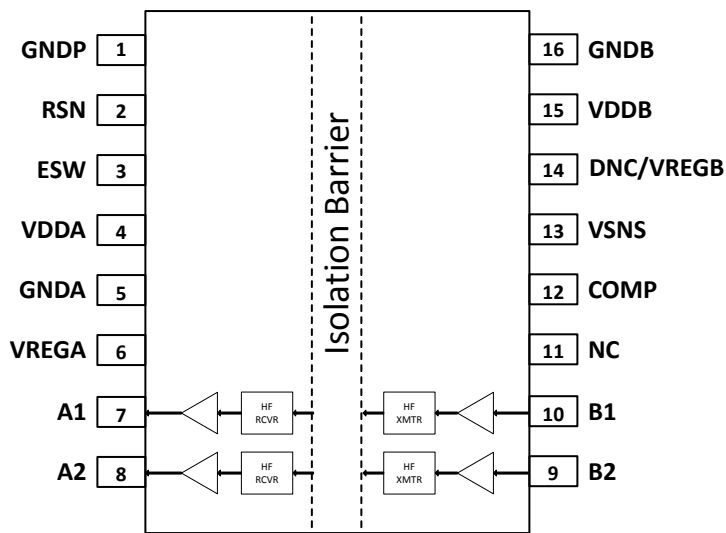 GNDP 1
RSN 2
ESW 3
VDDA 4
GNDA 5
VREGA 6
A1 7
A2 8
HF
RCVR
HF
RCVR
Isolation Barrier
HF
XMTR
HF
XMTR
16 GNDB
15 VDDB
14 DNC/VREGB
13 VSNS
12 COMP
11 NC
10 B1
9 B2